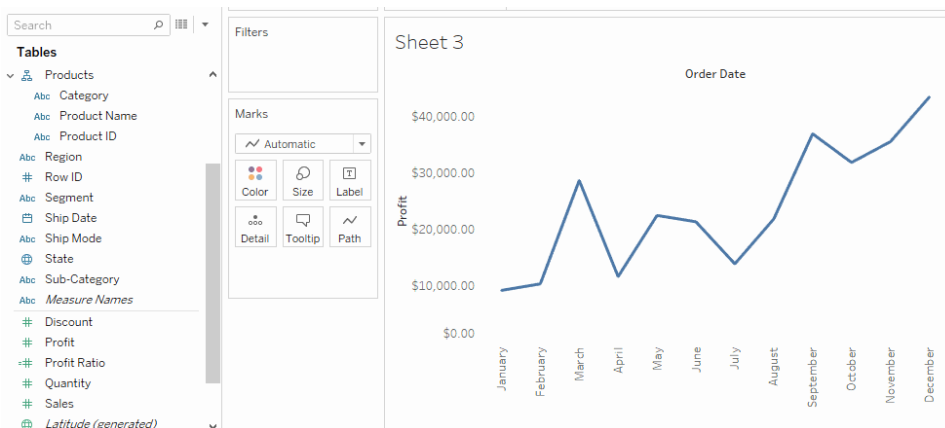 Search
Tables
Products
Abc Category
Abc Product Name
Abc Product ID
Abc Region
# Row ID
Abc Segment
Ship Date
Abc Ship Mode
State
Abc Sub-Category
Abc Measure Names
# Discount
# Profit
=# Profit Ratio
# Quantity
# Sales
Latitude (generated)
Filters
Marks
Automatic
Color Size Label
Detail Tooltip Path
Sheet 3
Order Date
Profit
$40,000.00
$30,000.00
$20,000.00
$10,000.00
$0.00
January
February
March
April
May
June
July
August
September
October
November
December